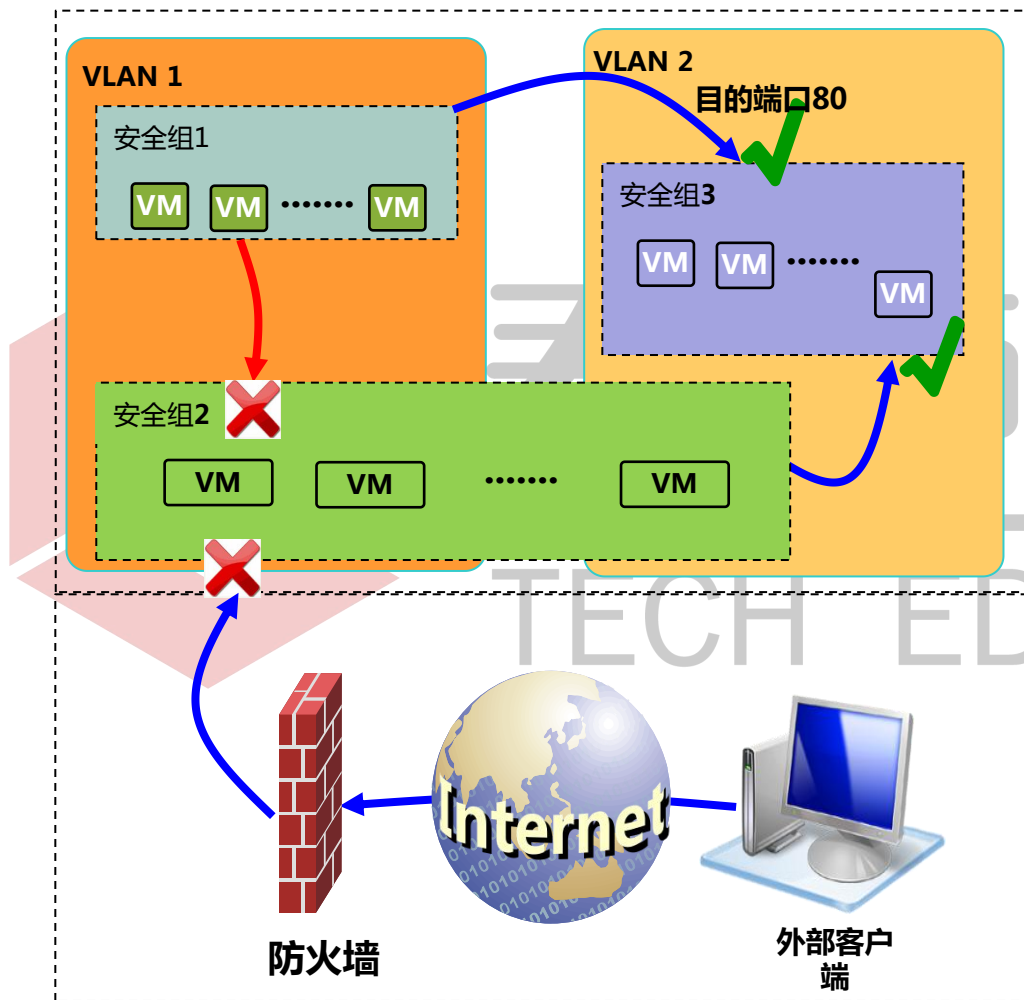 VLAN 1
VLAN 2
目的端口80
安全组1
VM VM ······· VM
安全组3
VM VM ······· VM
安全组2
VM VM ······· VM
TECH ED
Internet
防火墙
外部客户
端